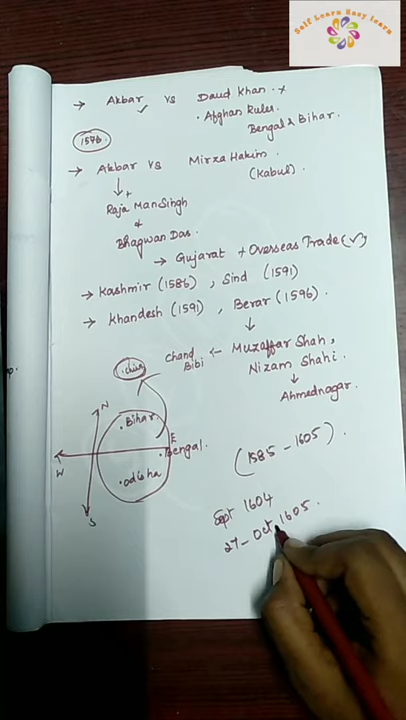 Self Learn Easy Learn
→ Akbar vs Daud Khan. x
✓ • Afghan Ruler
Bengal & Bihar.
1576
→ Akbar vs Mirza Hakim
(Kabul).
↓ +
Raja ManSingh
&
Bhagwan Das.
→ Gujarat + Overseas Trade (✓)
→ Kashmir (1586) , Sind (1591)
→ Khandesh (1591) , Berar (1596).
↓
Chand Bibi ← Muzaffar Shah,
Nizam Shahi.
↓
Ahmednagar.
N
• Bihar
E
W
• Bengal.
• Odisha
S
(1585 - 1605).
Sept 1604
27 - Oct 1605.